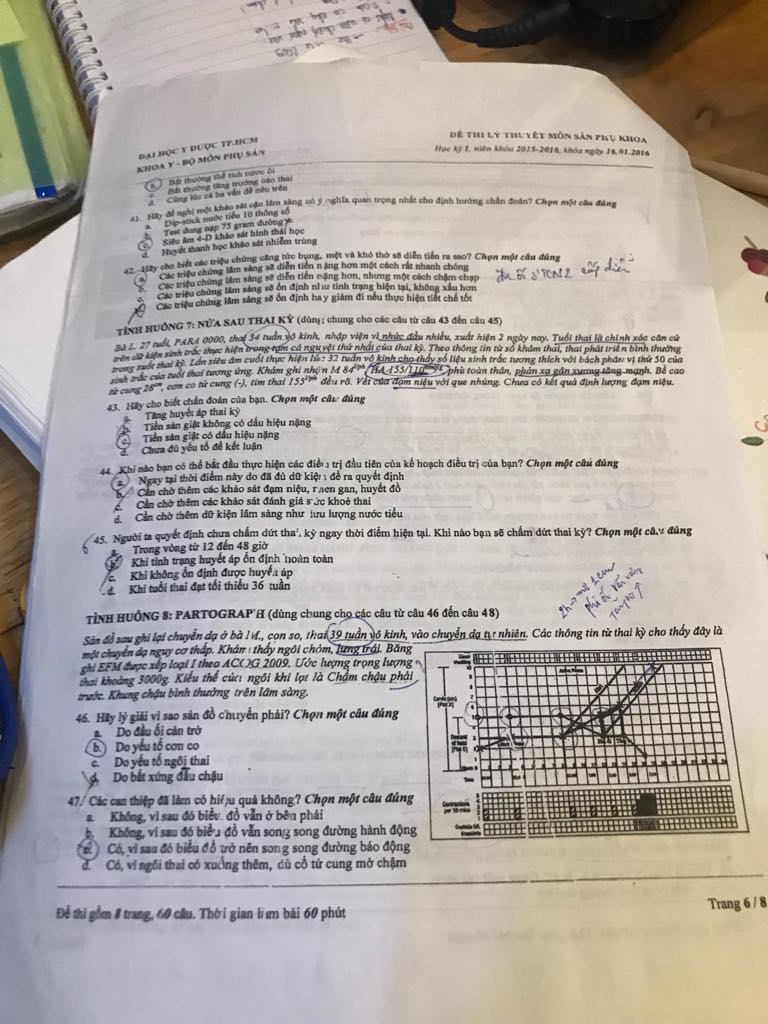 ĐẠI HỌC Y DƯỢC TP.HCM
KHOA Y - BỘ MÔN PHỤ SẢN
ĐỀ THI LÝ THUYẾT MÔN SẢN PHỤ KHOA
Học kỳ I, niên khóa 2015-2016, khóa ngày 16.01.2016
b. Bất thường thể tích nước ối
c. Bất thường tăng trưởng bào thai
d. Cùng lúc cả ba vấn đề nêu trên
41. Hãy đề nghị một khảo sát cận lâm sàng có ý nghĩa quan trọng nhất cho định hướng chẩn đoán? Chọn một câu đúng
a. Dip-stick nước tiểu 10 thông số
b. Test dung nạp 75 gam đường
c. Siêu âm 4-D khảo sát hình thái học
d. Huyết thanh học khảo sát nhiễm trùng
42. Hãy cho biết các triệu chứng căng tức bụng, mệt và khó thở sẽ diễn tiến ra sao? Chọn một câu đúng
a. Các triệu chứng lâm sàng sẽ diễn tiến nặng hơn một cách rất nhanh chóng
b. Các triệu chứng lâm sàng sẽ diễn tiến nặng hơn, nhưng một cách chậm chạp
c. Các triệu chứng lâm sàng sẽ ổn định như tình trạng hiện tại, không xấu hơn
d. Các triệu chứng lâm sàng sẽ ổn định hay giảm đi nếu thực hiện tiết chế tốt
TÌNH HUỐNG 7: NỬA SAU THAI KỲ (dùng chung cho các câu từ câu 43 đến câu 45)
Bà L. 27 tuổi, PARA 0000, thai 34 tuần vô kinh, nhập viện vì nhức đầu nhiều, xuất hiện 2 ngày nay. Tuổi thai là chính xác căn cứ
trên dữ kiện sinh trắc thực hiện trong tam cá nguyệt thứ nhất của thai kỳ. Theo thông tin từ sổ khám thai, thai phát triển bình thường
trong suốt thai kỳ. Lần siêu âm cuối thực hiện lúc 32 tuần vô kinh cho thấy số liệu sinh trắc tương thích với bách phân vị thứ 50 của
sinh trắc của tuổi thai tương ứng. Khám ghi nhận M 84 l/ph HA 155/110 phù toàn thân, phản xạ gân xương tăng mạnh. Bề cao
tử cung 28cm, cơn co tử cung (-), tim thai 155 l/ph đều rõ. Vết của đạm niệu với que nhúng. Chưa có kết quả định lượng đạm niệu.
43. Hãy cho biết chẩn đoán của bạn. Chọn một câu đúng
a. Tăng huyết áp thai kỳ
b. Tiền sản giật không có dấu hiệu nặng
c. Tiền sản giật có dấu hiệu nặng
d. Chưa đủ yếu tố để kết luận
44. Khi nào bạn có thể bắt đầu thực hiện các điều trị đầu tiên của kế hoạch điều trị của bạn? Chọn một câu đúng
a. Ngay tại thời điểm này do đã đủ dữ kiện để ra quyết định
b. Cần chờ thêm các khảo sát đạm niệu, men gan, huyết đồ
c. Cần chờ thêm các khảo sát đánh giá sức khoẻ thai
d. Cần chờ thêm dữ kiện lâm sàng như lưu lượng nước tiểu
45. Người ta quyết định chưa chấm dứt thai kỳ ngay thời điểm hiện tại. Khi nào bạn sẽ chấm dứt thai kỳ? Chọn một câu đúng
a. Trong vòng từ 12 đến 48 giờ
b. Khi tình trạng huyết áp ổn định hoàn toàn
c. Khi không ổn định được huyết áp
d. Khi tuổi thai đạt tối thiểu 36 tuần
TÌNH HUỐNG 8: PARTOGRAPH (dùng chung cho các câu từ câu 46 đến câu 48)
Sản đồ sau ghi lại chuyển dạ ở bà M., con so, thai 39 tuần vô kinh, vào chuyển dạ tự nhiên. Các thông tin từ thai kỳ cho thấy đây là
một chuyển dạ nguy cơ thấp. Khám thấy ngôi chỏm, lưng trái. Băng
ghi EFM được xếp loại I theo ACOG 2009. Ước lượng trọng lượng
thai khoảng 3000g. Kiểu thế của ngôi khi lọt là Chẩm chậu phải
trước. Khung chậu bình thường trên lâm sàng.
46. Hãy lý giải vì sao sản đồ chuyển phải? Chọn một câu đúng
a. Do đầu ối cản trở
b. Do yếu tố cơn co
c. Do yếu tố ngôi thai
d. Do bất xứng đầu chậu
47. Các can thiệp đã làm có hiệu quả không? Chọn một câu đúng
a. Không, vì sau đó biểu đồ vẫn ở bên phải
b. Không, vì sau đó biểu đồ vẫn song song đường hành động
c. Có, vì sau đó biểu đồ trở nên song song đường báo động
d. Có, vì ngôi thai có xuống thêm, dù cổ tử cung mở chậm
Time
Contractions
per 10 mins
Đề thi gồm 8 trang, 60 câu. Thời gian làm bài 60 phút
Trang 6 / 8